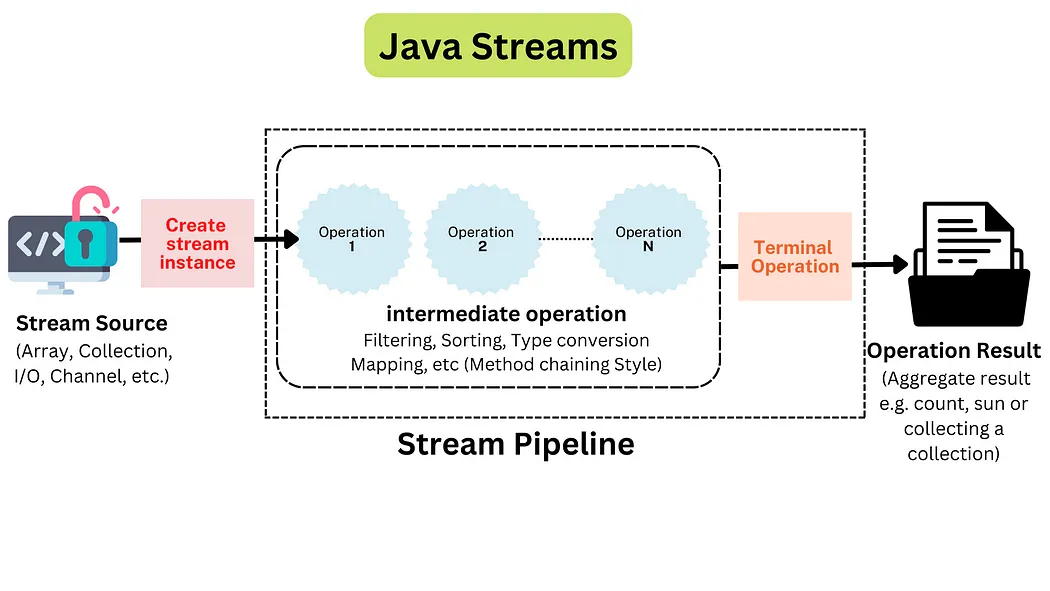 Java Streams
Create
stream
instance
Operation
1
Operation
2
Operation
N
Terminal
Operation
intermediate operation
Filtering, Sorting, Type conversion
Mapping, etc (Method chaining Style)
Stream Source
(Array, Collection,
I/O, Channel, etc.)
Operation Result
(Aggregate result
e.g. count, sun or
collecting a
collection)
Stream Pipeline